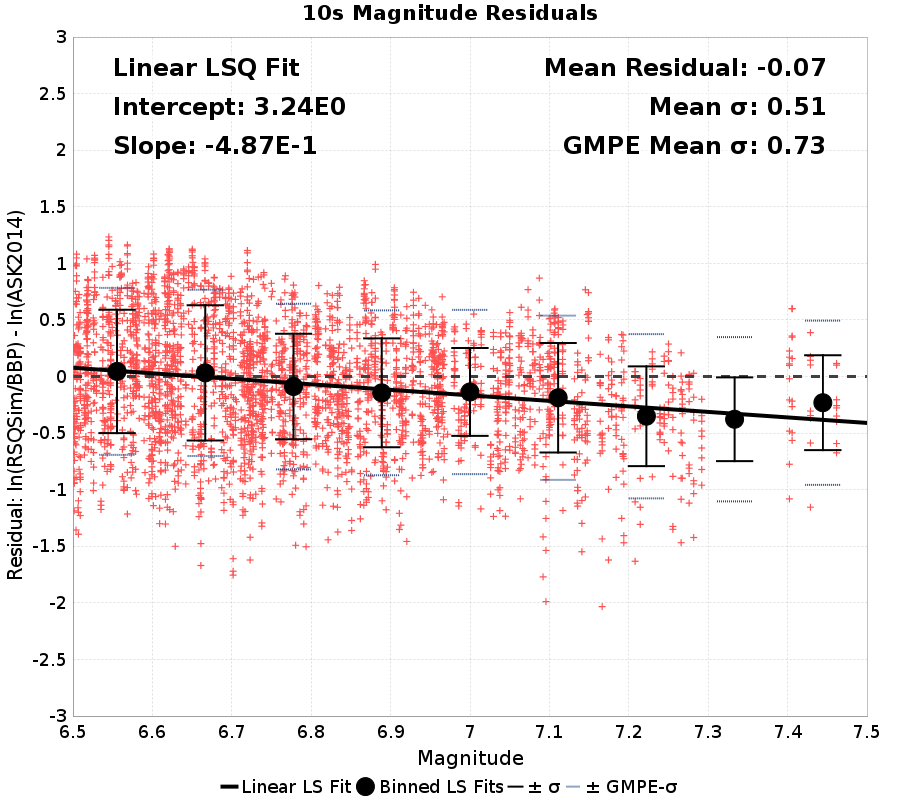 10s Magnitude Residuals
Linear LSQ Fit
Intercept: 3.24E0
Slope: -4.87E-1
Mean Residual: -0.07
Mean σ: 0.51
GMPE Mean σ: 0.73
Residual: ln(RSQSim/BBP) - ln(ASK2014)
3
2.5
2
1.5
1
0.5
0
-0.5
-1
-1.5
-2
-2.5
-3
6.5 6.6 6.7 6.8 6.9 7 7.1 7.2 7.3 7.4 7.5
Magnitude
Linear LS Fit Binned LS Fits ± σ ± GMPE-σ